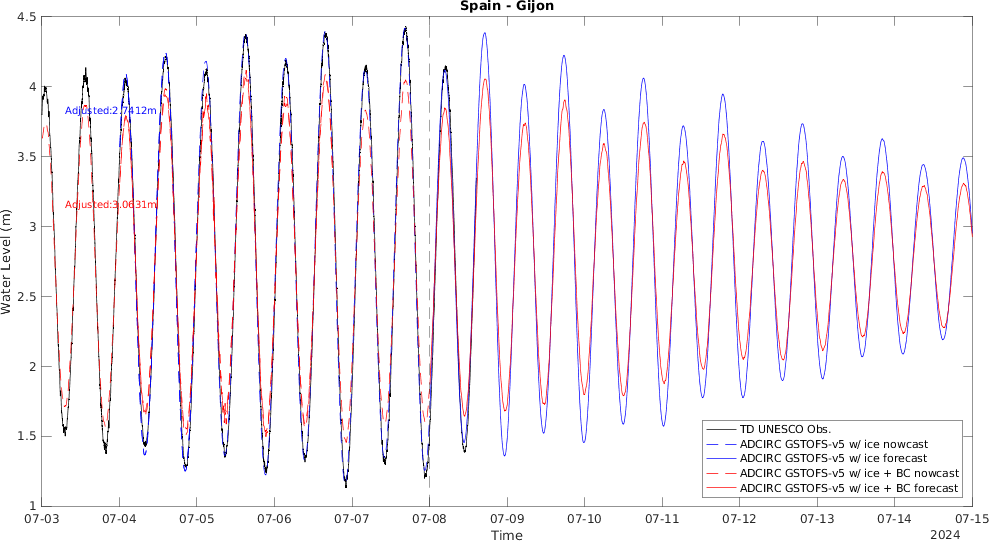 Spain - Gijon
Water Level (m)
4.5
4
3.5
3
2.5
2
1.5
1
Adjusted:2.7412m
Adjusted:3.0631m
TD UNESCO Obs.
ADCIRC GSTOFS-v5 w/ ice nowcast
ADCIRC GSTOFS-v5 w/ ice forecast
ADCIRC GSTOFS-v5 w/ ice + BC nowcast
ADCIRC GSTOFS-v5 w/ ice + BC forecast
07-03 07-04 07-05 07-06 07-07 07-08 07-09 07-10 07-11 07-12 07-13 07-14 07-15
Time
2024